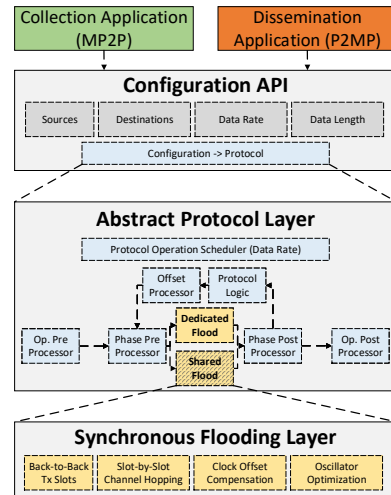 Collection Application
(MP2P)
Dissemination
Application (P2MP)
Configuration API
Sources
Destinations
Data Rate
Data Length
Configuration -> Protocol
Abstract Protocol Layer
Protocol Operation Scheduler (Data Rate)
Offset
Processor
Protocol
Logic
Dedicated
Flood
Op. Pre
Processor
Phase Pre
Processor
Phase Post
Processor
Op. Post
Processor
Shared
Flood
Synchronous Flooding Layer
Back-to-Back
Tx Slots
Slot-by-Slot
Channel Hopping
Clock Offset
Compensation
Oscillator
Optimization